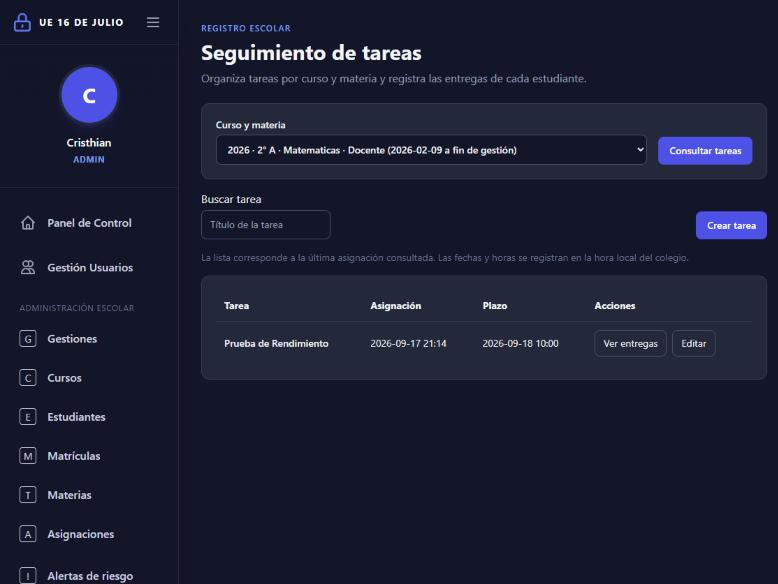 UE 16 DE JULIO
C
Cristhian
ADMIN
Panel de Control
Gestión Usuarios
ADMINISTRACIÓN ESCOLAR
G Gestiones
C Cursos
E Estudiantes
M Matrículas
T Materias
A Asignaciones
! Alertas de riesgo
REGISTRO ESCOLAR
Seguimiento de tareas
Organiza tareas por curso y materia y registra las entregas de cada estudiante.
Curso y materia
2026 · 2° A · Matematicas · Docente (2026-02-09 a fin de gestión)
Consultar tareas
Buscar tarea
Título de la tarea
Crear tarea
La lista corresponde a la última asignación consultada. Las fechas y horas se registran en la hora local del colegio.
Tarea Asignación Plazo Acciones
Prueba de Rendimiento 2026-09-17 21:14 2026-09-18 10:00 Ver entregas Editar